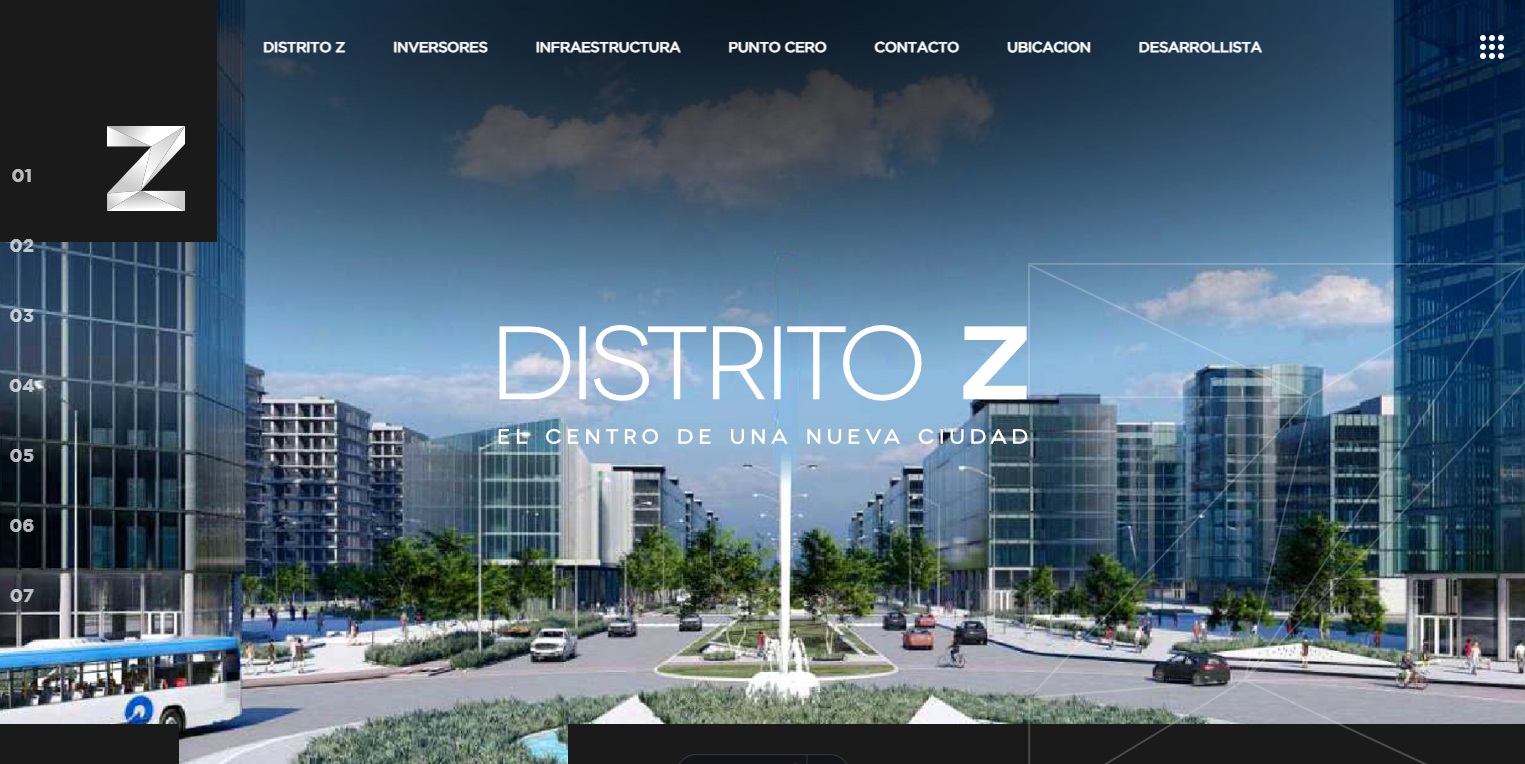 DISTRITO Z
INVERSORES
INFRAESTRUCTURA
PUNTO CERO
CONTACTO
UBICACION
DESARROLLISTA
Z
01
02
03
04
05
06
07
DISTRITO Z
EL CENTRO DE UNA NUEVA CIUDAD